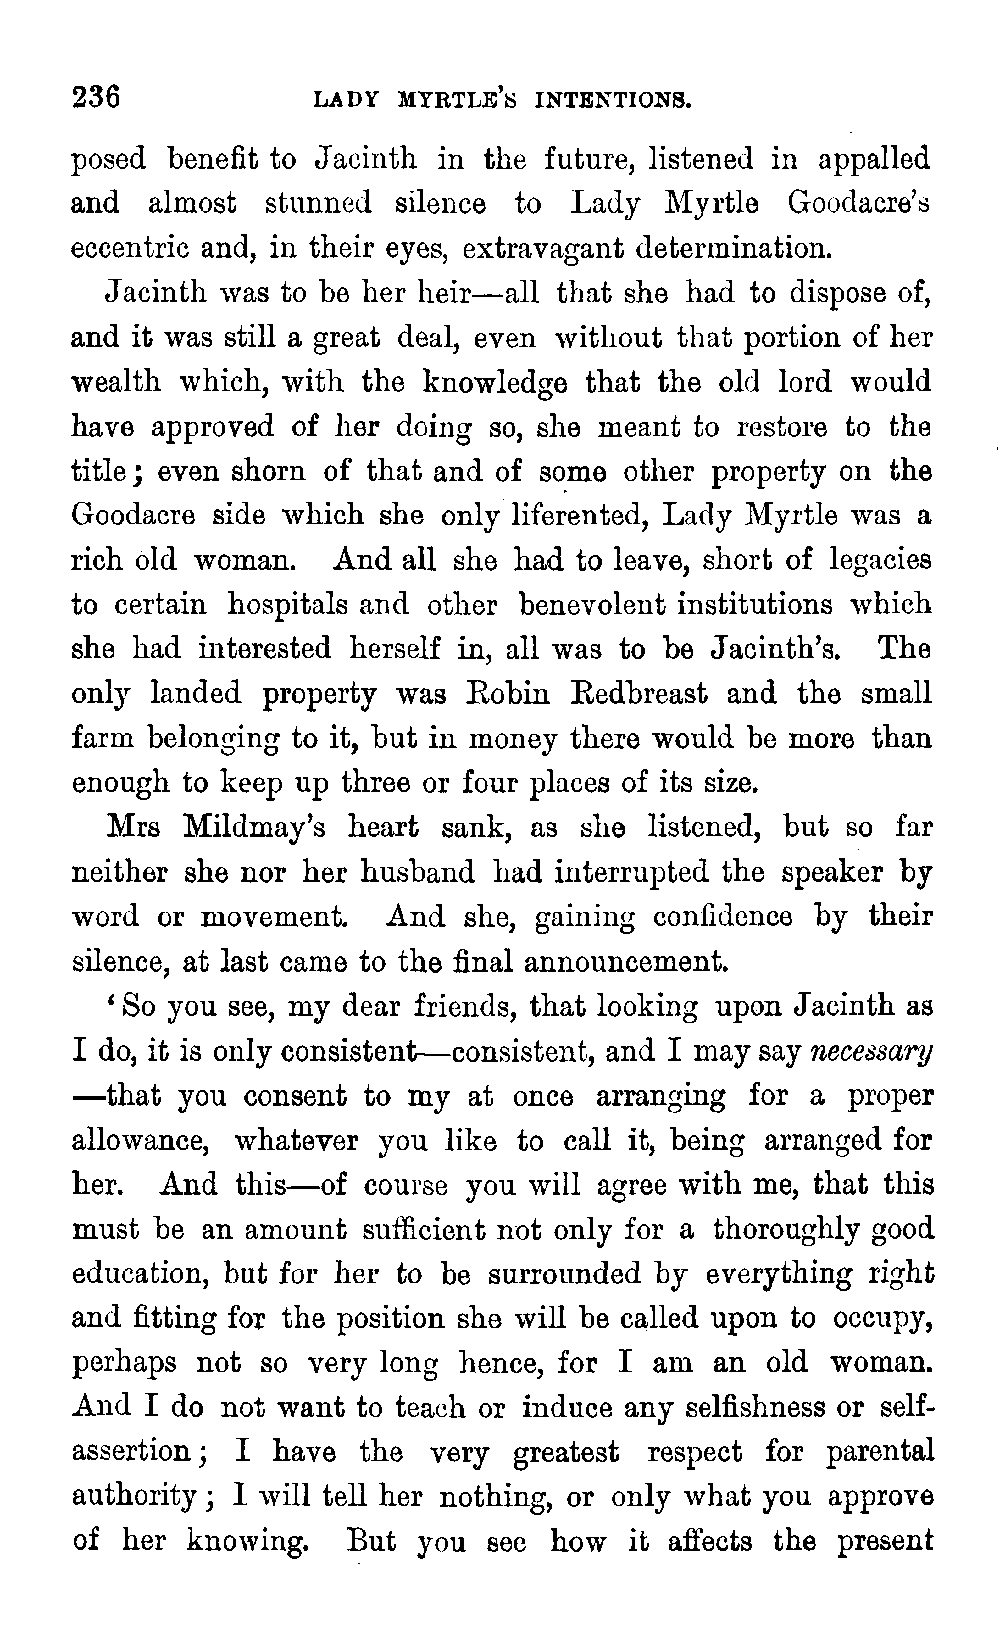 236 LADY MYRTLE'S INTENTIONS.
posed benefit to Jacinth in the future, listened in appalled
and almost stunned silence to Lady Myrtle Goodacre's
eccentric and, in their eyes, extravagant determination.
Jacinth was to be her heir—all that she had to dispose of,
and it was still a great deal, even without that portion of her
wealth which, with the knowledge that the old lord would
have approved of her doing so, she meant to restore to the
title; even shorn of that and of some other property on the
Goodacre side which she only liferented, Lady Myrtle was a
rich old woman. And all she had to leave, short of legacies
to certain hospitals and other benevolent institutions which
she had interested herself in, all was to be Jacinth's. The
only landed property was Robin Redbreast and the small
farm belonging to it, but in money there would be more than
enough to keep up three or four places of its size.
Mrs Mildmay's heart sank, as she listened, but so far
neither she nor her husband had interrupted the speaker by
word or movement. And she, gaining confidence by their
silence, at last came to the final announcement.
'So you see, my dear friends, that looking upon Jacinth as
I do, it is only consistent—consistent, and I may say necessary
—that you consent to my at once arranging for a proper
allowance, whatever you like to call it, being arranged for
her. And this—of course you will agree with me, that this
must be an amount sufficient not only for a thoroughly good
education, but for her to be surrounded by everything right
and fitting for the position she will be called upon to occupy,
perhaps not so very long hence, for I am an old woman.
And I do not want to teach or induce any selfishness or self-
assertion; I have the very greatest respect for parental
authority; I will tell her nothing, or only what you approve
of her knowing. But you see how it affects the present